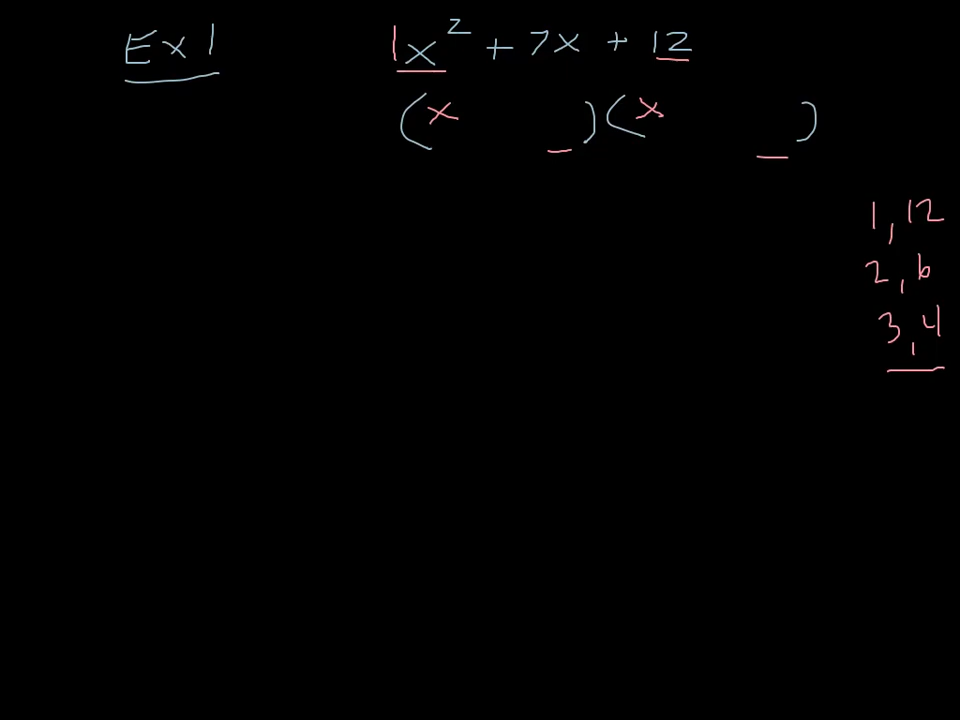 Ex 1 1x² + 7x + 12
(x _)(x _)
1, 12
2, 6
3, 4